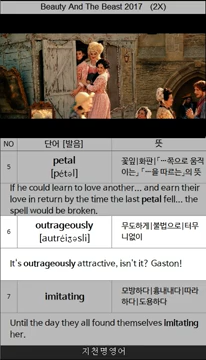 Beauty And The Beast 2017 (2X)
NO 단어 [발음] 뜻
5 petal [pétəl] 꽃잎|화판|「…쪽으로 움직
이는」「…을 따르는」의 뜻
If he could learn to love another... and earn their
love in return by the time the last petal fell... the
spell would be broken.
6 outrageously [autréidʒəsli] 무도하게|불법으로|터무
니없이
It's outrageously attractive, isn't it? Gaston!
7 imitating 모방하다|흉내내다|따라
하다|도용하다
Until the day they all found themselves imitating
her.
지천명영어